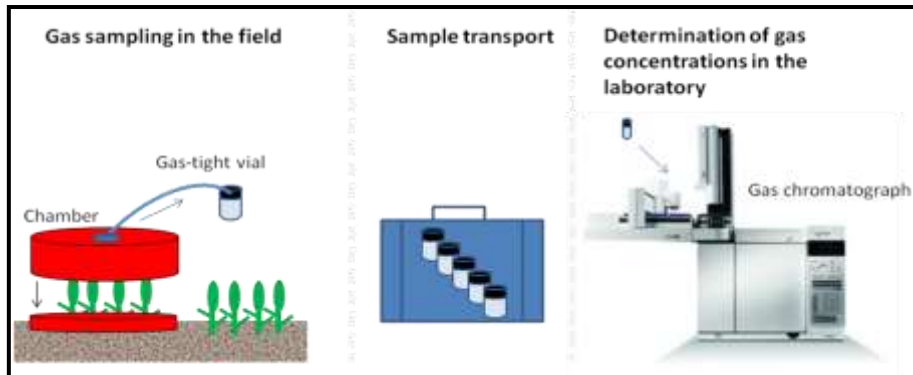 Gas sampling in the field
Sample transport
Determination of gas
concentrations in the
laboratory
Gas-tight vial
Chamber
Gas chromatograph